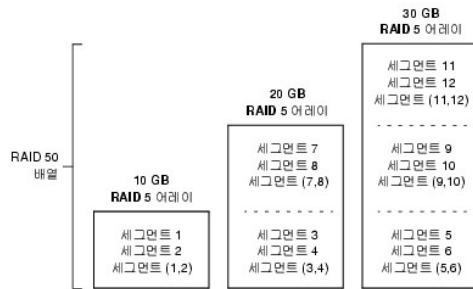 RAID 50
배열
10 GB
RAID 5 어레이
세그먼트 1
세그먼트 2
세그먼트 (1,2)
20 GB
RAID 5 어레이
세그먼트 7
세그먼트 8
세그먼트 (7,8)
세그먼트 3
세그먼트 4
세그먼트 (3,4)
30 GB
RAID 5 어레이
세그먼트 11
세그먼트 12
세그먼트 (11,12)
세그먼트 9
세그먼트 10
세그먼트 (9,10)
세그먼트 5
세그먼트 6
세그먼트 (5,6)